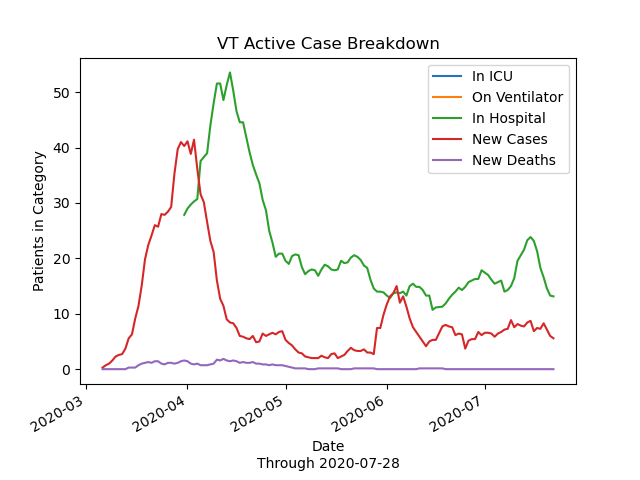 VT Active Case Breakdown
In ICU
On Ventilator
In Hospital
New Cases
New Deaths
Patients in Category
50
40
30
20
10
0
2020-03
2020-04
2020-05
2020-06
2020-07
Date
Through 2020-07-28